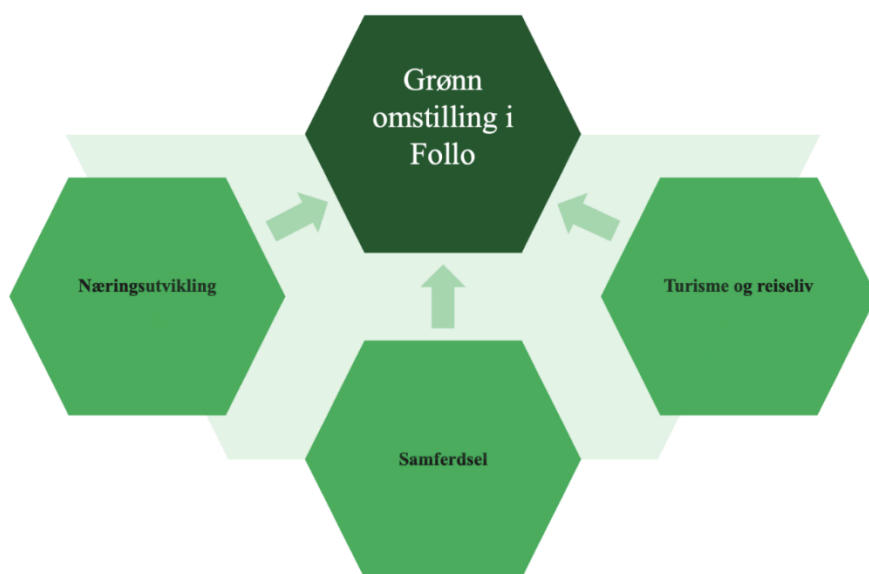 Grønn
omstilling i
Follo
Næringsutvikling
Turisme og reiseliv
Samferdsel